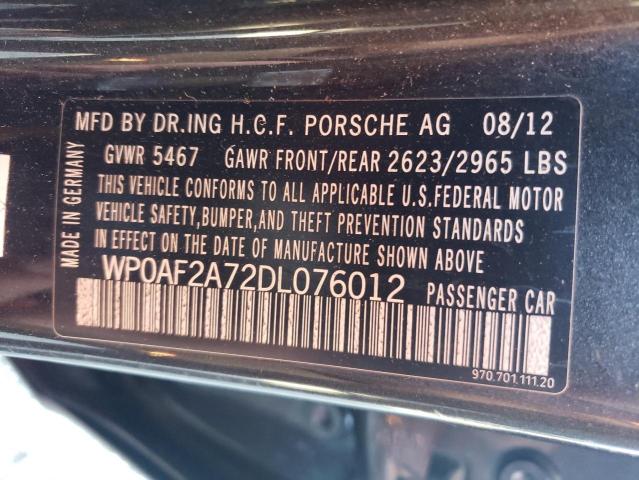 MFD BY DR.ING H.C.F. PORSCHE AG 08/12
GVWR 5467 GAWR FRONT/REAR 2623/2965 LBS
THIS VEHICLE CONFORMS TO ALL APPLICABLE U.S.FEDERAL MOTOR
VEHICLE SAFETY,BUMPER,AND THEFT PREVENTION STANDARDS
IN EFFECT ON THE DATE OF MANUFACTURE SHOWN ABOVE
WP0AF2A72DL076012 PASSENGER CAR
970.701.111.20
MADE IN GERMANY